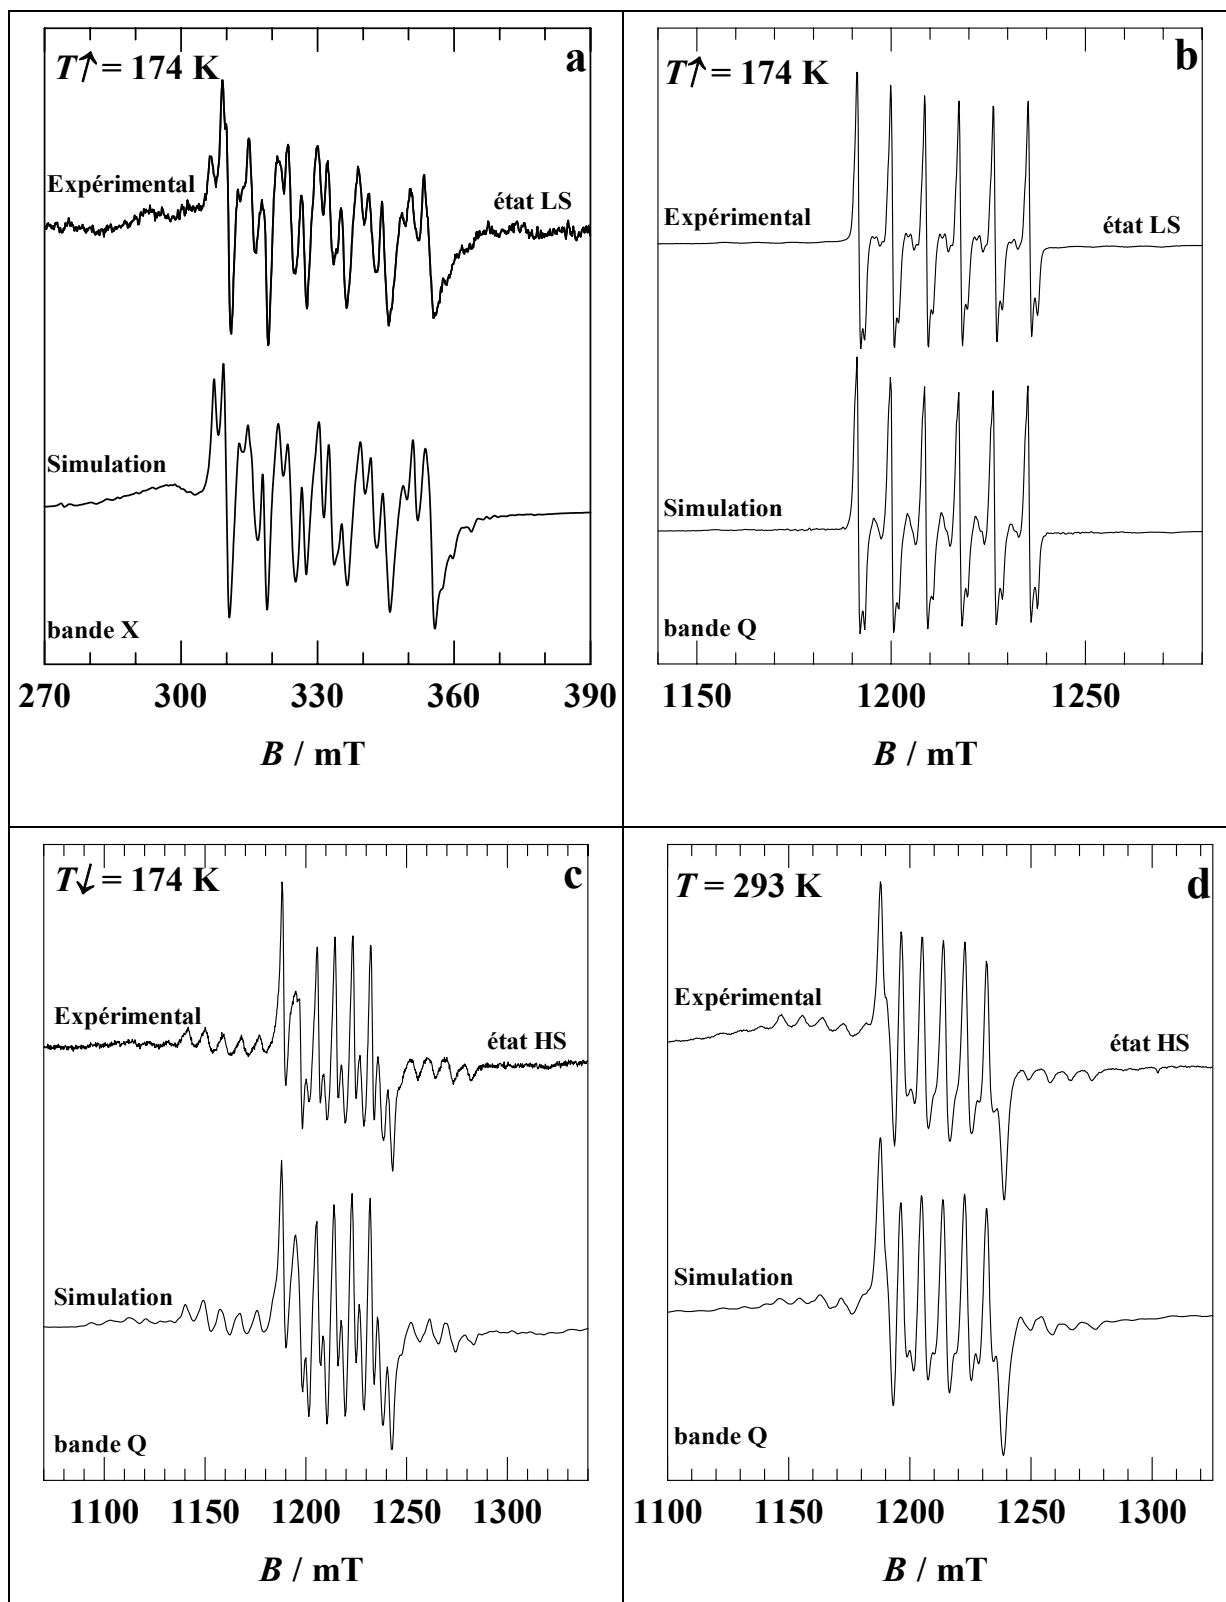 T↑ = 174 K
a
Expérimental
état LS
Simulation
bande X
270 300 330 360 390
B / mT
T↑ = 174 K
b
Expérimental
état LS
Simulation
bande Q
1150 1200 1250
B / mT
T↓ = 174 K
c
Expérimental
état HS
Simulation
bande Q
1100 1150 1200 1250 1300
B / mT
T = 293 K
d
Expérimental
état HS
Simulation
bande Q
1100 1150 1200 1250 1300
B / mT